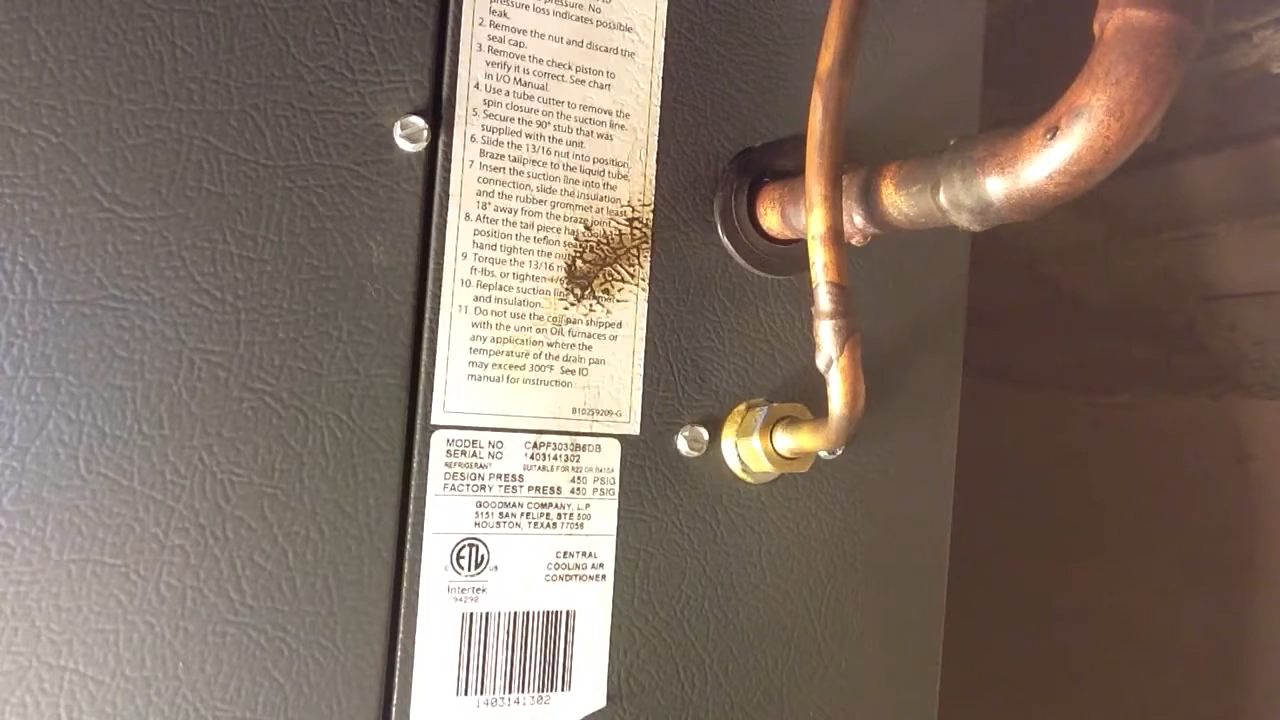 pressure. No
pressure loss indicates possible
leak.
2. Remove the nut and discard the
seal cap.
3. Remove the check piston to
verify it is correct. See chart
in I/O Manual.
4. Use a tube cutter to remove the
spin closure on the suction line.
5. Secure the 90° stub that was
supplied with the unit.
6. Slide the 13/16 nut into position.
Braze tailpiece to the liquid tube.
7 Insert the suction line into the
connection, slide the insulation
and the rubber grommet at least
18" away from the braze joint.
8. After the tail piece has
position the teflon
hand tighten the nut
9 Torque the 13/16
ft-lbs. or tighten 1/6
10. Replace suction line
and insulation.
11. Do not use the coil pan shipped
with the unit on OIL furnaces or
any application where the
temperature of the drain pan
may exceed 300°F. See IO
manual for instruction
B1025S209-G
MODEL NO CAPF3030B6DB
SERIAL NO 1403141302
REFRIGERANT SUITABLE FOR R22 OR R410A
DESIGN PRESS 450 PSIG
FACTORY TEST PRESS 450 PSIG
GOODMAN COMPANY, L.P
5151 SAN FELIPE, STE 500
HOUSTON, TEXAS 77056
C ETL US
Intertek
94290
CENTRAL
COOLING AIR
CONDITIONER
1403141302